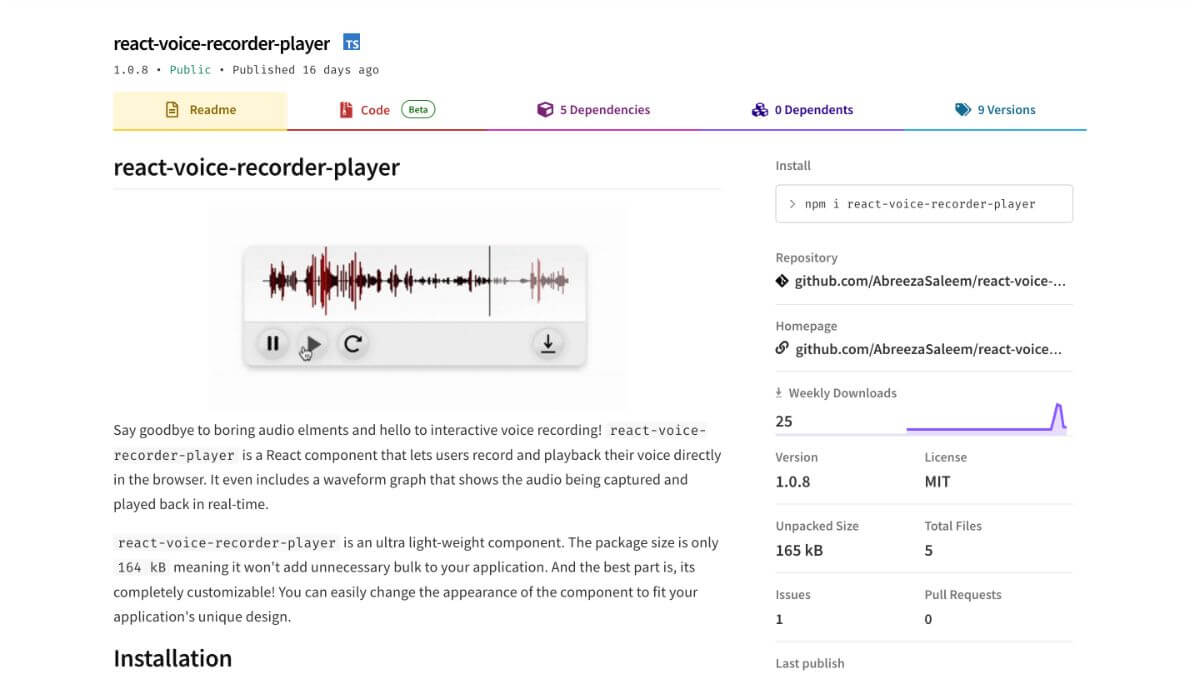 react-voice-recorder-player TS
1.0.8 • Public • Published 16 days ago
Readme
Code Beta
5 Dependencies
0 Dependents
9 Versions
react-voice-recorder-player
Say goodbye to boring audio elments and hello to interactive voice recording! react-voice-
recorder-player is a React component that lets users record and playback their voice directly
in the browser. It even includes a waveform graph that shows the audio being captured and
played back in real-time.
react-voice-recorder-player is an ultra light-weight component. The package size is only
164 kB meaning it won't add unnecessary bulk to your application. And the best part is, its
completely customizable! You can easily change the appearance of the component to fit your
application's unique design.
Installation
Install
> npm i react-voice-recorder-player
Repository
github.com/AbreezaSaleem/react-voice-...
Homepage
github.com/AbreezaSaleem/react-voice...
Weekly Downloads
25
Version
1.0.8
License
MIT
Unpacked Size
165 kB
Total Files
5
Issues
1
Pull Requests
0
Last publish